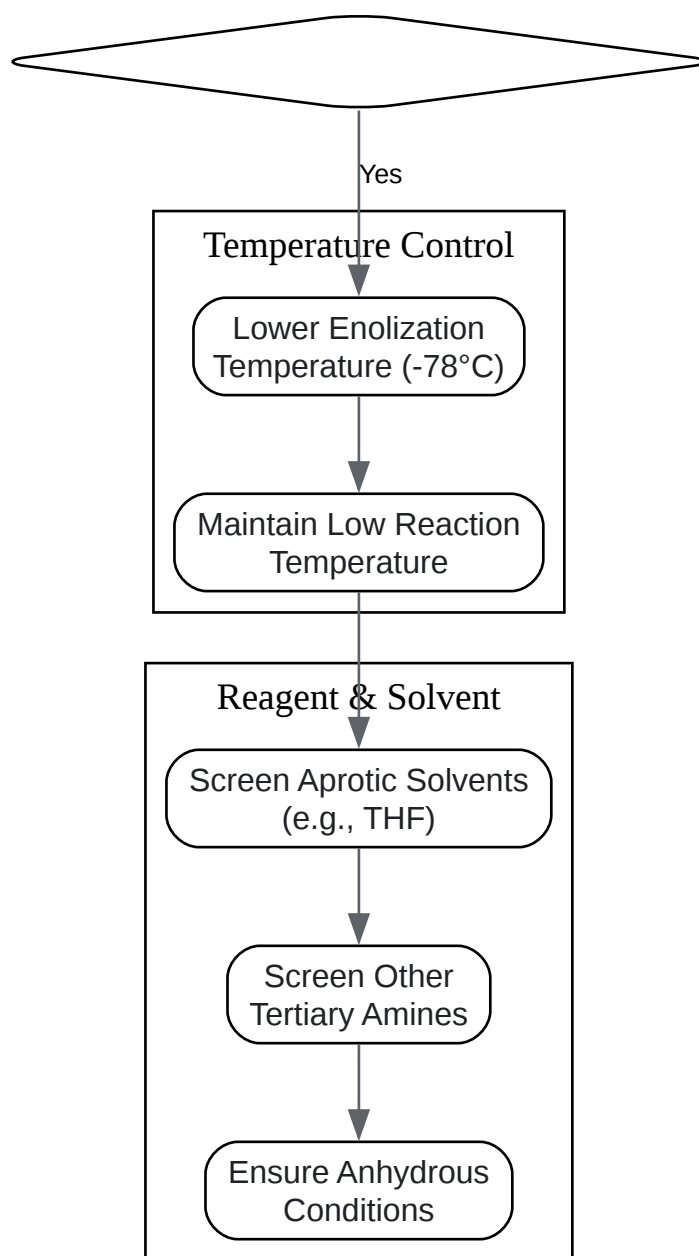 Yes
Temperature Control
Lower Enolization
Temperature (-78°C)
Maintain Low Reaction
Temperature
Reagent & Solvent
Screen Aprotic Solvents
(e.g., THF)
Screen Other
Tertiary Amines
Ensure Anhydrous
Conditions